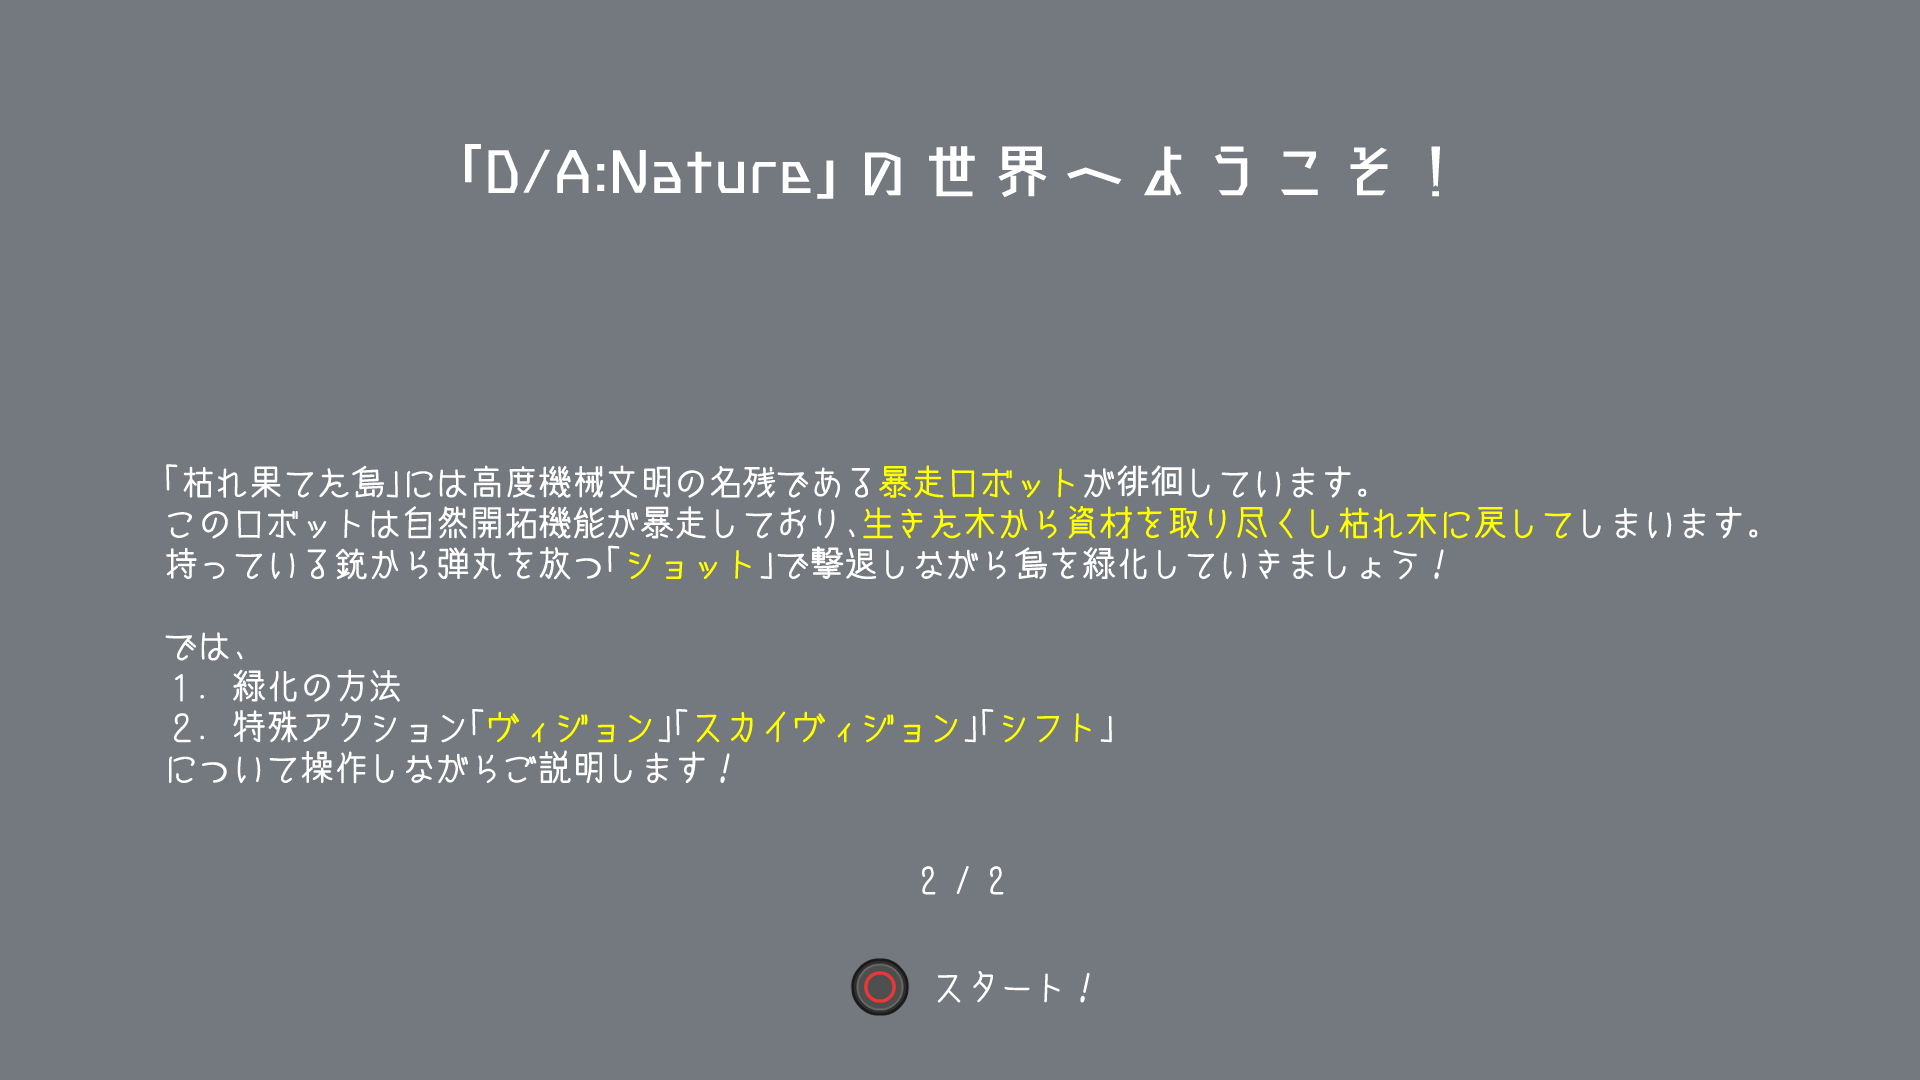 「D/A:Nature」の世界へようこそ！
「枯れ果てた島」には高度機械文明の名残である暴走ロボットが徘徊しています。
このロボットは自然開拓機能が暴走しており、生きた木から資材を取り尽くし枯れ木に戻してしまいます。
持っている銃から弾丸を放つ「ショット」で撃退しながら島を緑化していきましょう！
では、
１．緑化の方法
２．特殊アクション「ヴィジョン」「スカイヴィジョン」「シフト」
について操作しながらご説明します！
2 / 2
スタート！